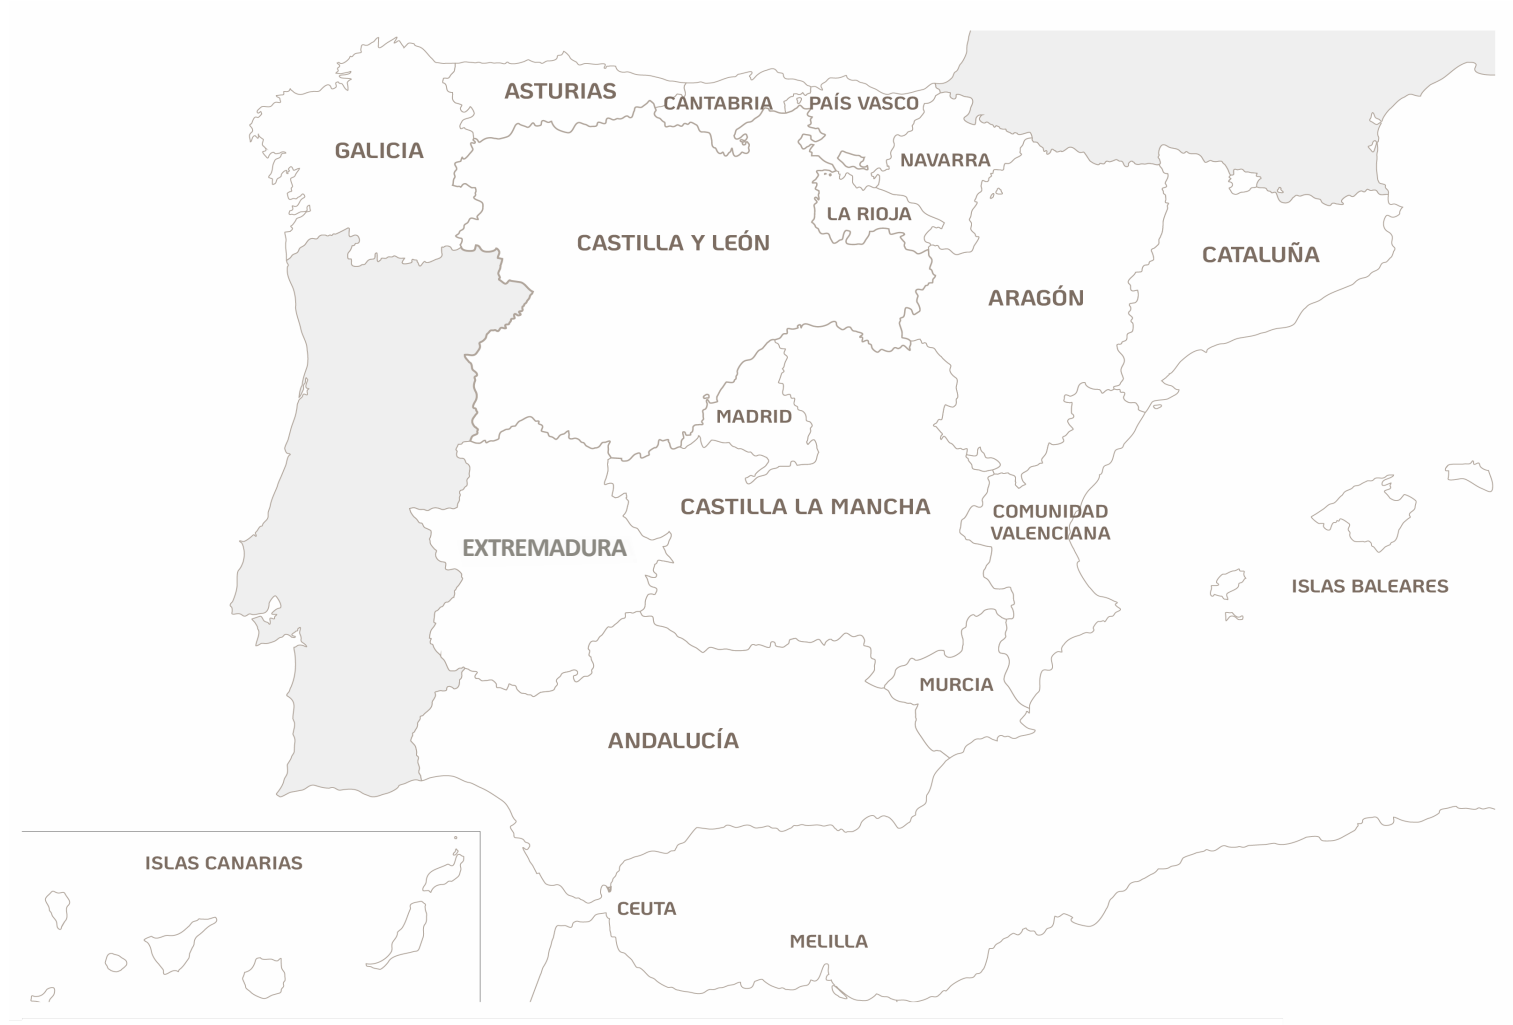 ASTURIAS
CANTABRIA
PAÍS VASCO
GALICIA
NAVARRA
LA RIOJA
CASTILLA Y LEÓN
CATALUÑA
ARAGÓN
MADRID
CASTILLA LA MANCHA
COMUNIDAD
VALENCIANA
EXTREMADURA
ISLAS BALEARES
MURCIA
ANDALUCÍA
ISLAS CANARIAS
CEUTA
MELILLA